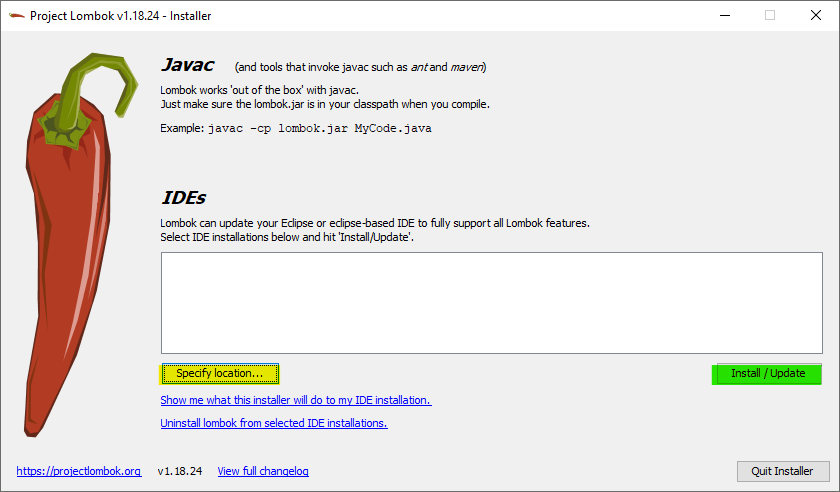 Project Lombok v1.18.24 - Installer
Javac (and tools that invoke javac such as ant and maven)
Lombok works 'out of the box' with javac.
Just make sure the lombok.jar is in your classpath when you compile.
Example: javac -cp lombok.jar MyCode.java
IDEs
Lombok can update your Eclipse or eclipse-based IDE to fully support all Lombok features.
Select IDE installations below and hit 'Install/Update'.
Specify location... Install / Update
Show me what this installer will do to my IDE installation.
Uninstall lombok from selected IDE installations.
https://projectlombok.org v1.18.24 View full changelog Quit Installer